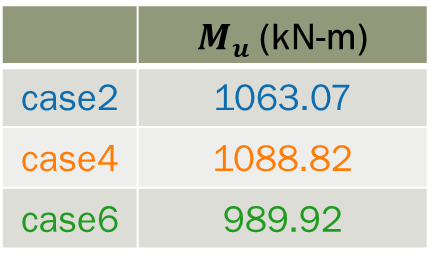 Mu (kN-m)
case2 1063.07
case4 1088.82
case6 989.92